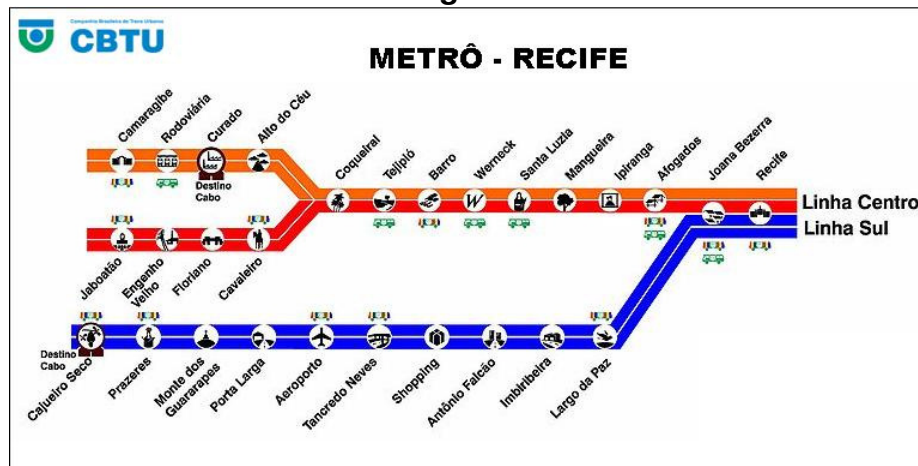 Companhia Brasileira de Trens Urbanos
CBTU
METRÔ - RECIFE
Camaragibe
Rodoviária
Curado
Alto do Céu
Destino
Cabo
Coqueiral
Tejipió
Barro
Werneck
Santa Luzia
Mangueira
Ipiranga
Afogados
Joana Bezerra
Recife
Linha Centro
Linha Sul
Jaboatão
Engenho
Velho
Floriano
Cavaleiro
Destino
Cabo
Cajueiro Seco
Prazeres
Monte dos
Guararapes
Porta Larga
Aeroporto
Tancredo Neves
Shopping
Antônio Falcão
Imbiribeira
Largo da Paz
W